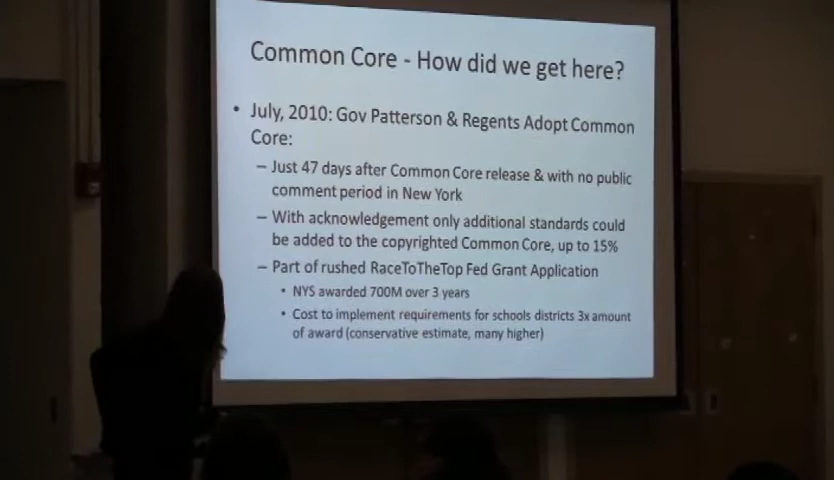 Common Core - How did we get here?
• July, 2010: Gov Patterson & Regents Adopt Common
Core:
– Just 47 days after Common Core release & with no public
comment period in New York
– With acknowledgement only additional standards could
be added to the copyrighted Common Core, up to 15%
– Part of rushed RaceToTheTop Fed Grant Application
• NYS awarded 700M over 3 years
• Cost to implement requirements for schools districts 3x amount
of award (conservative estimate, many higher)